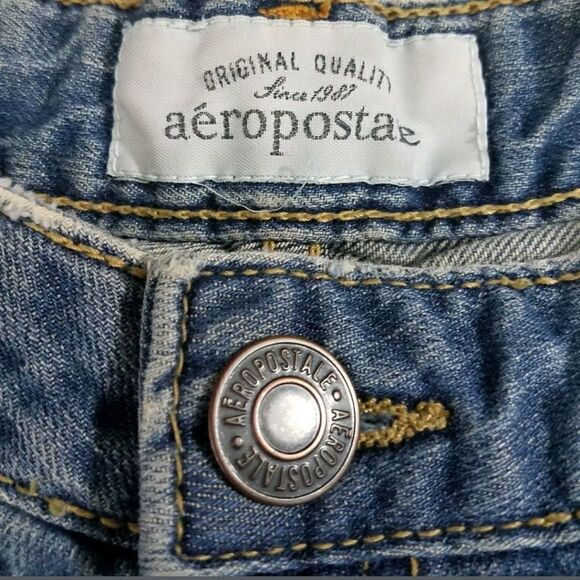 ORIGINAL QUALITY
Since 1987
aéropostale
AÉROPOSTALE • AÉROPOSTALE •